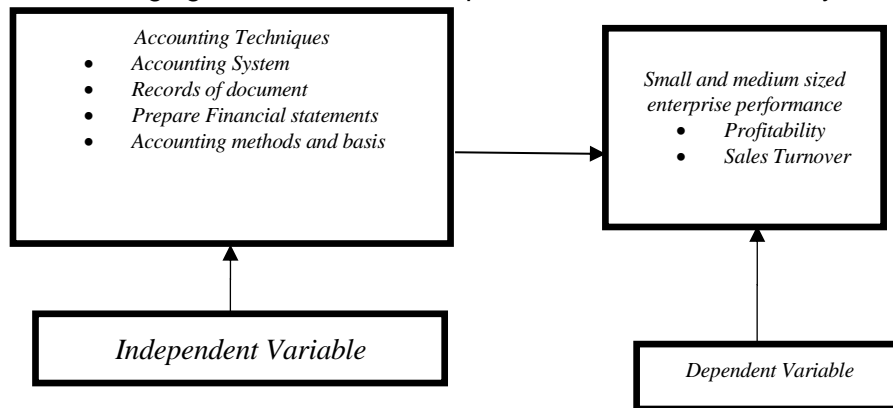 Accounting Techniques
• Accounting System
• Records of document
• Prepare Financial statements
• Accounting methods and basis
Small and medium sized
enterprise performance
• Profitability
• Sales Turnover
Independent Variable
Dependent Variable